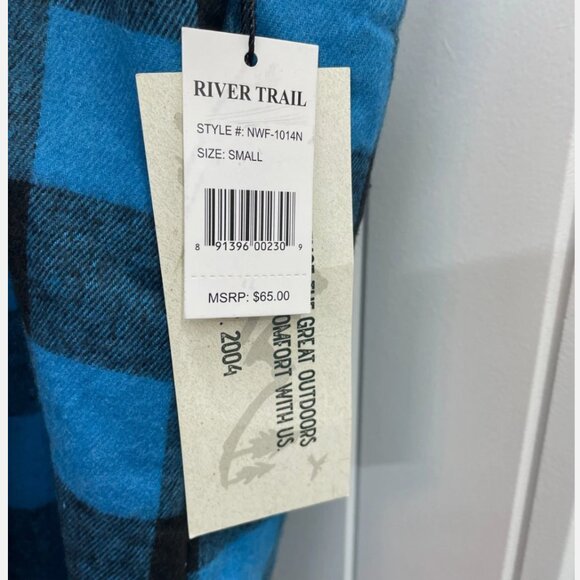 RIVER TRAIL
STYLE #: NWF-1014N
SIZE: SMALL
8 91396 00230 9
MSRP: $65.00
GREAT OUTDOORS
WITH US.
2004